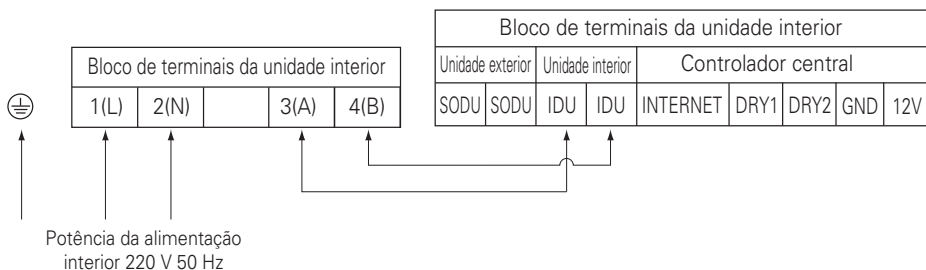 Bloco de terminais da unidade interior
Bloco de terminais da unidade interior
Unidade exterior Unidade interior Controlador central
1(L) 2(N) 3(A) 4(B)
SODU SODU IDU IDU INTERNET DRY1 DRY2 GND 12V
Potência da alimentação
interior 220 V 50 Hz